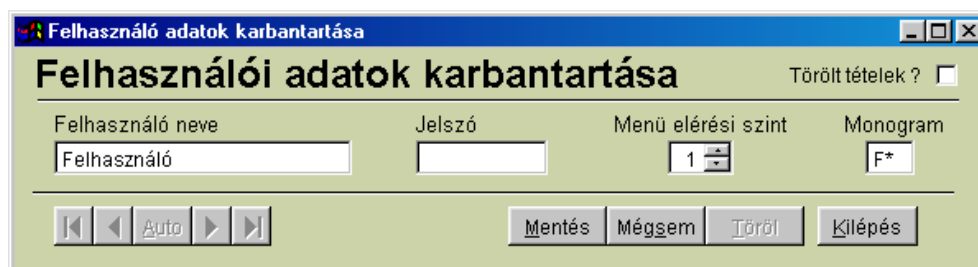 Felhasználó adatok karbantartása
Felhasználói adatok karbantartása
Törölt tételek ?
Felhasználó neve Jelszó Menü elérési szint Monogram
Felhasználó 1 F*
Auto Mentés Mégsem Töröl Kilépés